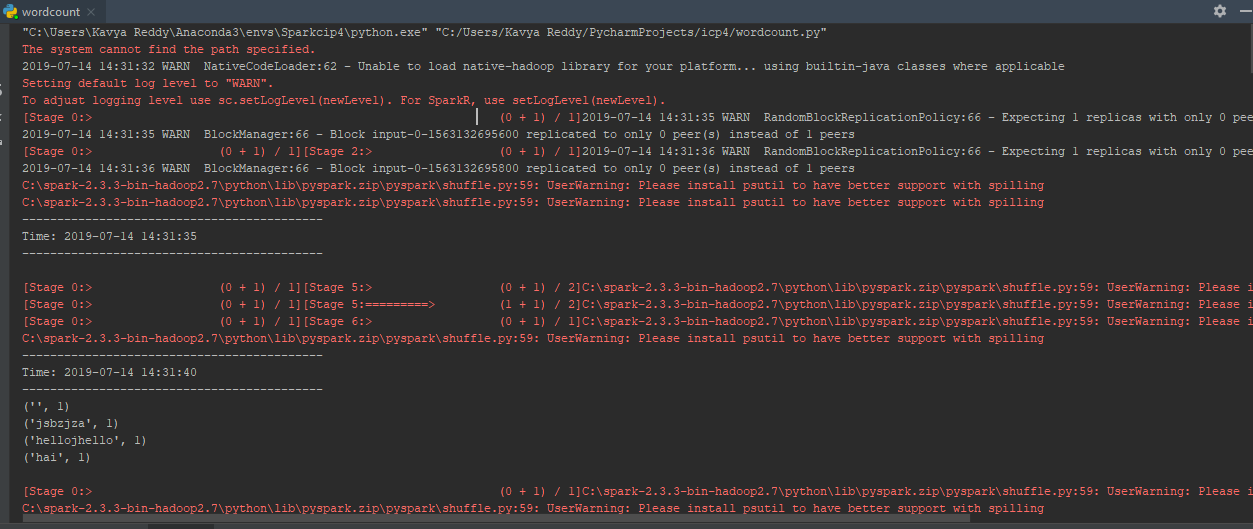 wordcount
"C:\Users\Kavya Reddy\Anaconda3\envs\Sparkcip4\python.exe" "C:/Users/Kavya Reddy/PycharmProjects/icp4/wordcount.py"
The system cannot find the path specified.
2019-07-14 14:31:32 WARN  NativeCodeLoader:62 - Unable to load native-hadoop library for your platform... using builtin-java classes where applicable
Setting default log level to "WARN".
To adjust logging level use sc.setLogLevel(newLevel). For SparkR, use setLogLevel(newLevel).
[Stage 0:>                  (0 + 1) / 1]2019-07-14 14:31:35 WARN  RandomBlockReplicationPolicy:66 - Expecting 1 replicas with only 0 pee
2019-07-14 14:31:35 WARN  BlockManager:66 - Block input-0-1563132695600 replicated to only 0 peer(s) instead of 1 peers
[Stage 0:>                  (0 + 1) / 1][Stage 2:>                  (0 + 1) / 1]2019-07-14 14:31:36 WARN  RandomBlockReplicationPolicy:66 - Expecting 1 replicas with only 0 pee
2019-07-14 14:31:36 WARN  BlockManager:66 - Block input-0-1563132695800 replicated to only 0 peer(s) instead of 1 peers
C:\spark-2.3.3-bin-hadoop2.7\python\lib\pyspark.zip\pyspark\shuffle.py:59: UserWarning: Please install psutil to have better support with spilling
C:\spark-2.3.3-bin-hadoop2.7\python\lib\pyspark.zip\pyspark\shuffle.py:59: UserWarning: Please install psutil to have better support with spilling
-------------------------------------------
Time: 2019-07-14 14:31:35
-------------------------------------------
[Stage 0:>                  (0 + 1) / 1][Stage 5:>                  (0 + 1) / 2]C:\spark-2.3.3-bin-hadoop2.7\python\lib\pyspark.zip\pyspark\shuffle.py:59: UserWarning: Please i
[Stage 0:>                  (0 + 1) / 1][Stage 5:=========>         (1 + 1) / 2]C:\spark-2.3.3-bin-hadoop2.7\python\lib\pyspark.zip\pyspark\shuffle.py:59: UserWarning: Please i
[Stage 0:>                  (0 + 1) / 1][Stage 6:>                  (0 + 1) / 1]C:\spark-2.3.3-bin-hadoop2.7\python\lib\pyspark.zip\pyspark\shuffle.py:59: UserWarning: Please i
C:\spark-2.3.3-bin-hadoop2.7\python\lib\pyspark.zip\pyspark\shuffle.py:59: UserWarning: Please install psutil to have better support with spilling
-------------------------------------------
Time: 2019-07-14 14:31:40
-------------------------------------------
('', 1)
('jsbzjza', 1)
('hellojhello', 1)
('hai', 1)
[Stage 0:>                  (0 + 1) / 1]C:\spark-2.3.3-bin-hadoop2.7\python\lib\pyspark.zip\pyspark\shuffle.py:59: UserWarning: Please i
C:\spark-2.3.3-bin-hadoop2.7\python\lib\pyspark.zip\pyspark\shuffle.py:59: UserWarning: Please install psutil to have better support with spilling